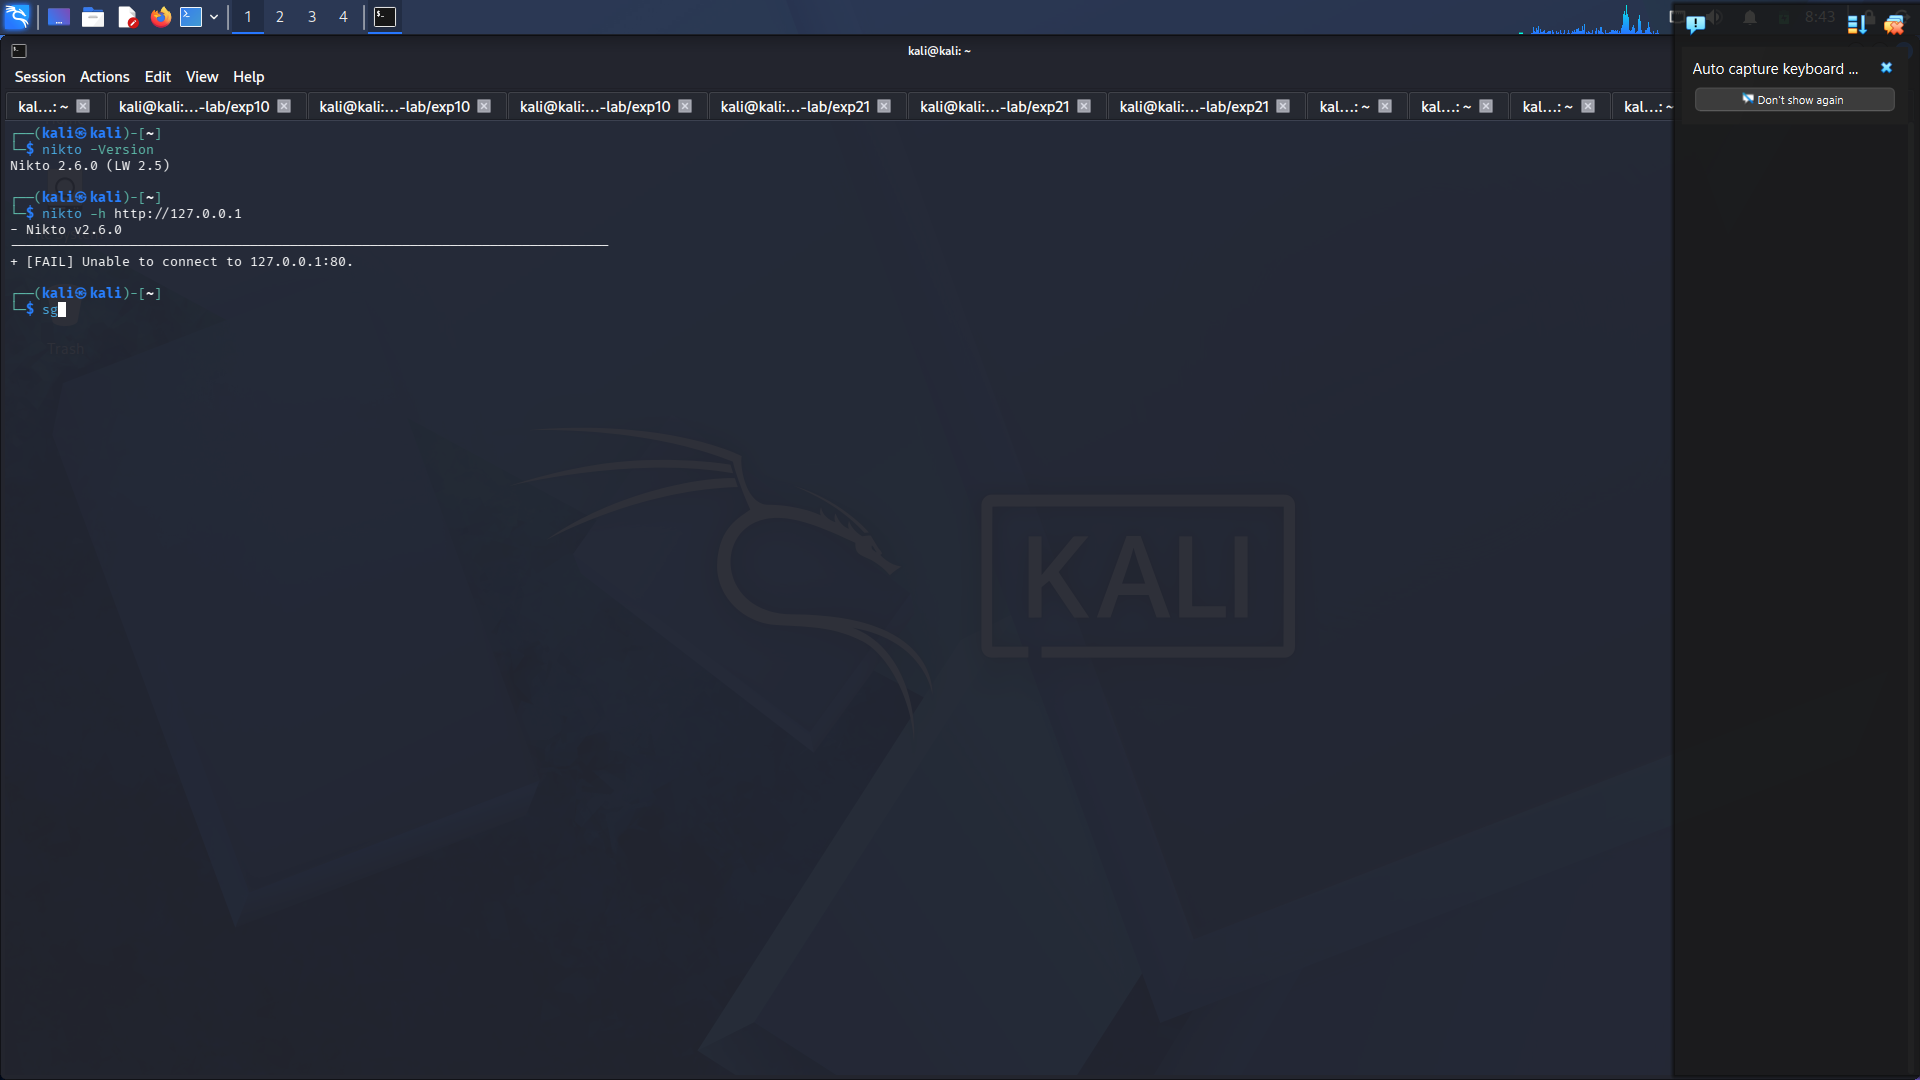 1 2 3 4 8:43
kali@kali: ~
Session Actions Edit View Help
kal...: ~ kali@kali:...-lab/exp10 kali@kali:...-lab/exp10 kali@kali:...-lab/exp10 kali@kali:...-lab/exp21 kali@kali:...-lab/exp21 kali@kali:...-lab/exp21 kal...: ~ kal...: ~ kal...: ~ kal...: ~
┌──(kali㉿kali)-[~]
└─$ nikto -Version
Nikto 2.6.0 (LW 2.5)
┌──(kali㉿kali)-[~]
└─$ nikto -h http://127.0.0.1
- Nikto v2.6.0
---------------------------------------------------------------------------
+ [FAIL] Unable to connect to 127.0.0.1:80.
┌──(kali㉿kali)-[~]
└─$ sg
Trash
KALI
Auto capture keyboard ...
Don't show again